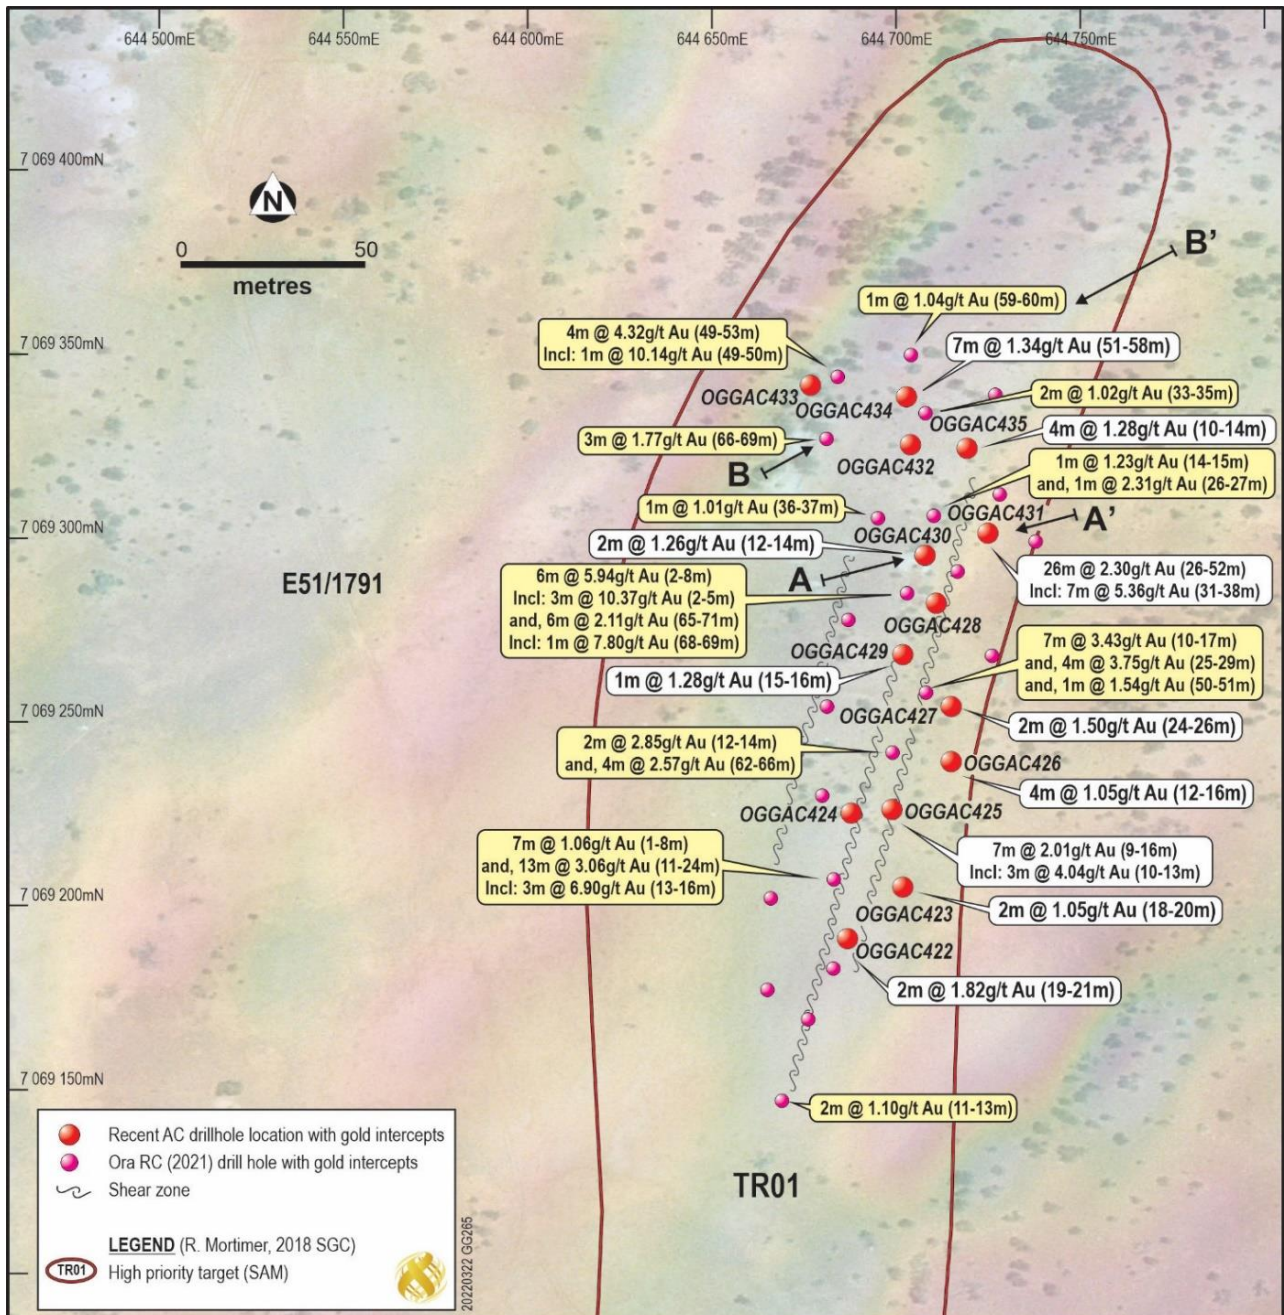 644 500mE
644 550mE
644 600mE
644 650mE
644 700mE
644 750mE
7 069 400mN
N
0 50
metres
B'
1m @ 1.04g/t Au (59-60m)
4m @ 4.32g/t Au (49-53m)
Incl: 1m @ 10.14g/t Au (49-50m)
7m @ 1.34g/t Au (51-58m)
7 069 350mN
OGGAC433
OGGAC434
2m @ 1.02g/t Au (33-35m)
OGGAC435
4m @ 1.28g/t Au (10-14m)
3m @ 1.77g/t Au (66-69m)
OGGAC432
B
1m @ 1.23g/t Au (14-15m)
and, 1m @ 2.31g/t Au (26-27m)
1m @ 1.01g/t Au (36-37m)
OGGAC431
A'
OGGAC430
7 069 300mN
2m @ 1.26g/t Au (12-14m)
A
E51/1791
26m @ 2.30g/t Au (26-52m)
Incl: 7m @ 5.36g/t Au (31-38m)
6m @ 5.94g/t Au (2-8m)
Incl: 3m @ 10.37g/t Au (2-5m)
and, 6m @ 2.11g/t Au (65-71m)
Incl: 1m @ 7.80g/t Au (68-69m)
OGGAC428
OGGAC429
7m @ 3.43g/t Au (10-17m)
and, 4m @ 3.75g/t Au (25-29m)
and, 1m @ 1.54g/t Au (50-51m)
1m @ 1.28g/t Au (15-16m)
7 069 250mN
OGGAC427
2m @ 1.50g/t Au (24-26m)
2m @ 2.85g/t Au (12-14m)
and, 4m @ 2.57g/t Au (62-66m)
OGGAC426
4m @ 1.05g/t Au (12-16m)
OGGAC424
OGGAC425
7m @ 1.06g/t Au (1-8m)
and, 13m @ 3.06g/t Au (11-24m)
Incl: 3m @ 6.90g/t Au (13-16m)
7m @ 2.01g/t Au (9-16m)
Incl: 3m @ 4.04g/t Au (10-13m)
7 069 200mN
OGGAC423
2m @ 1.05g/t Au (18-20m)
OGGAC422
2m @ 1.82g/t Au (19-21m)
7 069 150mN
2m @ 1.10g/t Au (11-13m)
TR01
Recent AC drillhole location with gold intercepts
Ora RC (2021) drill hole with gold intercepts
Shear zone
LEGEND (R. Mortimer, 2018 SGC)
TR01 High priority target (SAM)
20220322 GG265